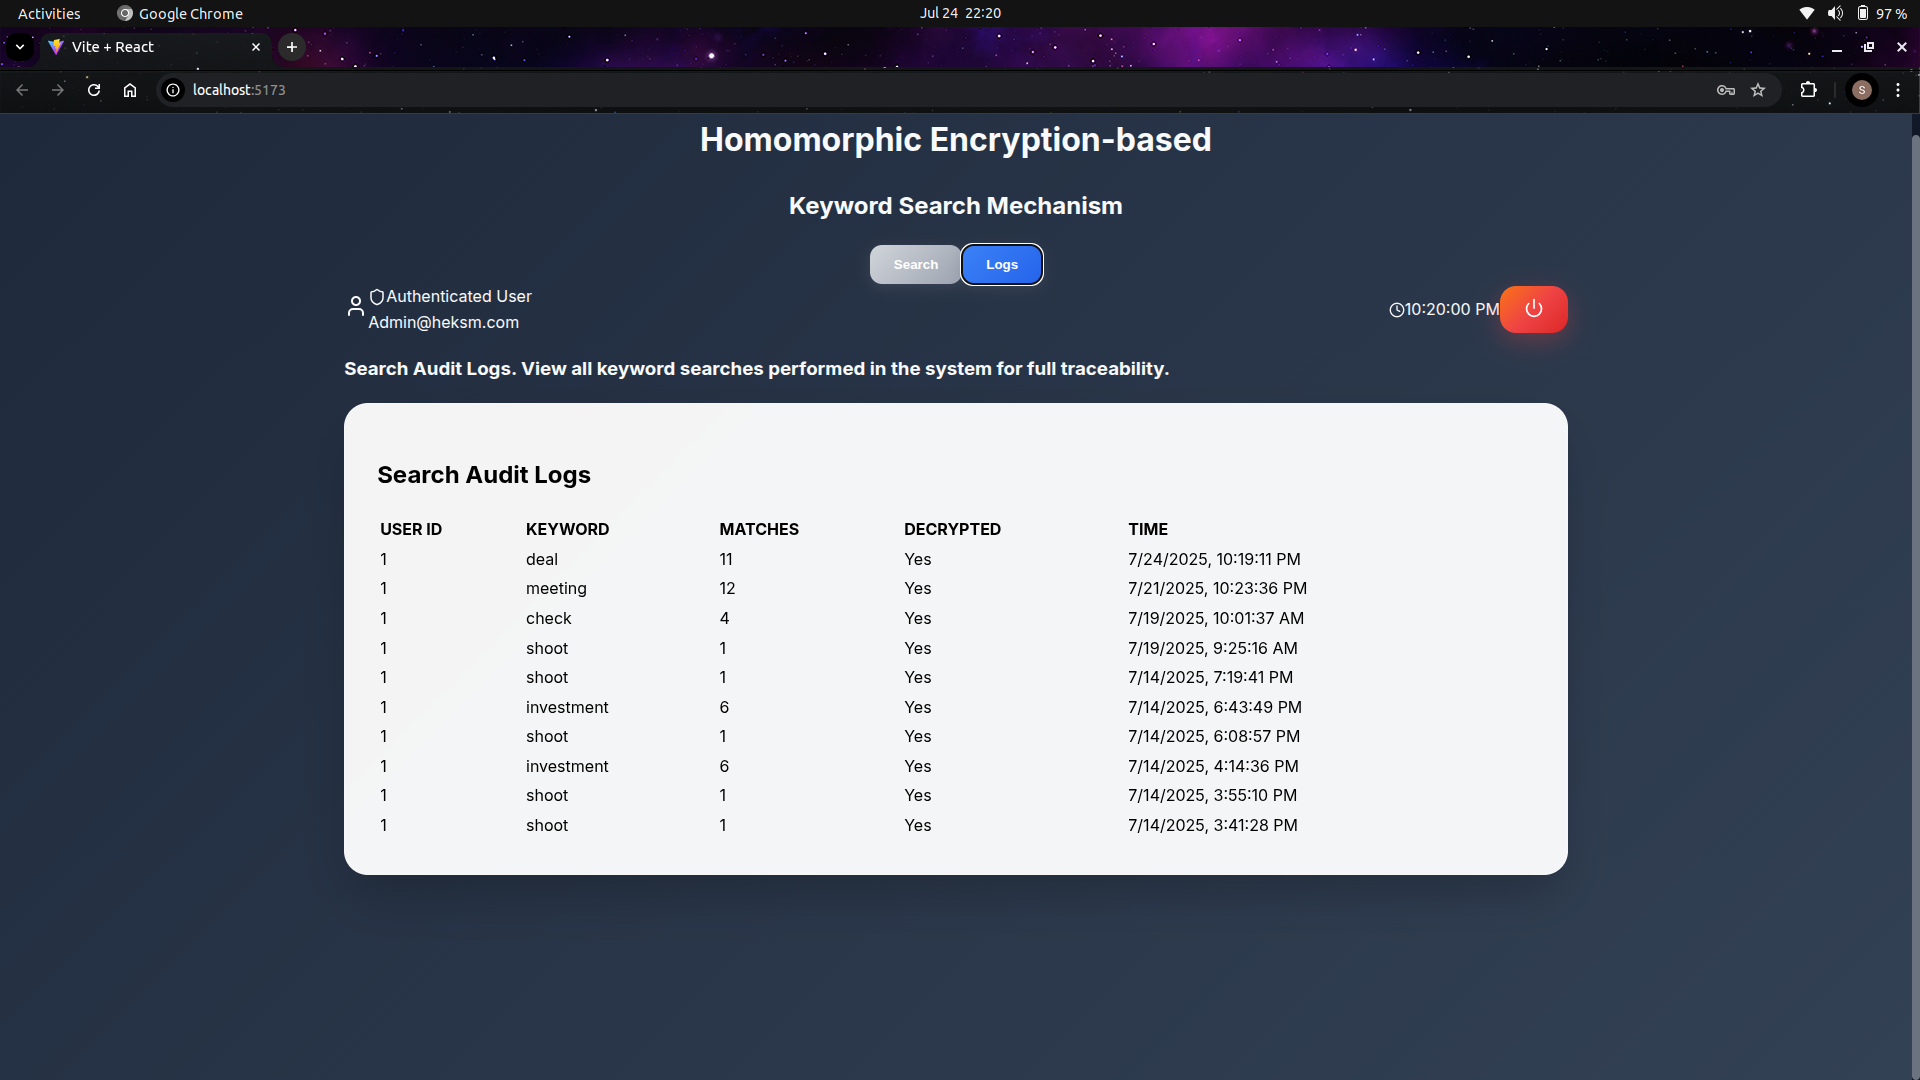 Activities Google Chrome Jul 24 22:20 97 %
Vite + React
localhost:5173 S
Homomorphic Encryption-based
Keyword Search Mechanism
Search Logs
Authenticated User
Admin@heksm.com
10:20:00 PM
Search Audit Logs. View all keyword searches performed in the system for full traceability.
Search Audit Logs
USER ID KEYWORD MATCHES DECRYPTED TIME
1 deal 11 Yes 7/24/2025, 10:19:11 PM
1 meeting 12 Yes 7/21/2025, 10:23:36 PM
1 check 4 Yes 7/19/2025, 10:01:37 AM
1 shoot 1 Yes 7/19/2025, 9:25:16 AM
1 shoot 1 Yes 7/14/2025, 7:19:41 PM
1 investment 6 Yes 7/14/2025, 6:43:49 PM
1 shoot 1 Yes 7/14/2025, 6:08:57 PM
1 investment 6 Yes 7/14/2025, 4:14:36 PM
1 shoot 1 Yes 7/14/2025, 3:55:10 PM
1 shoot 1 Yes 7/14/2025, 3:41:28 PM